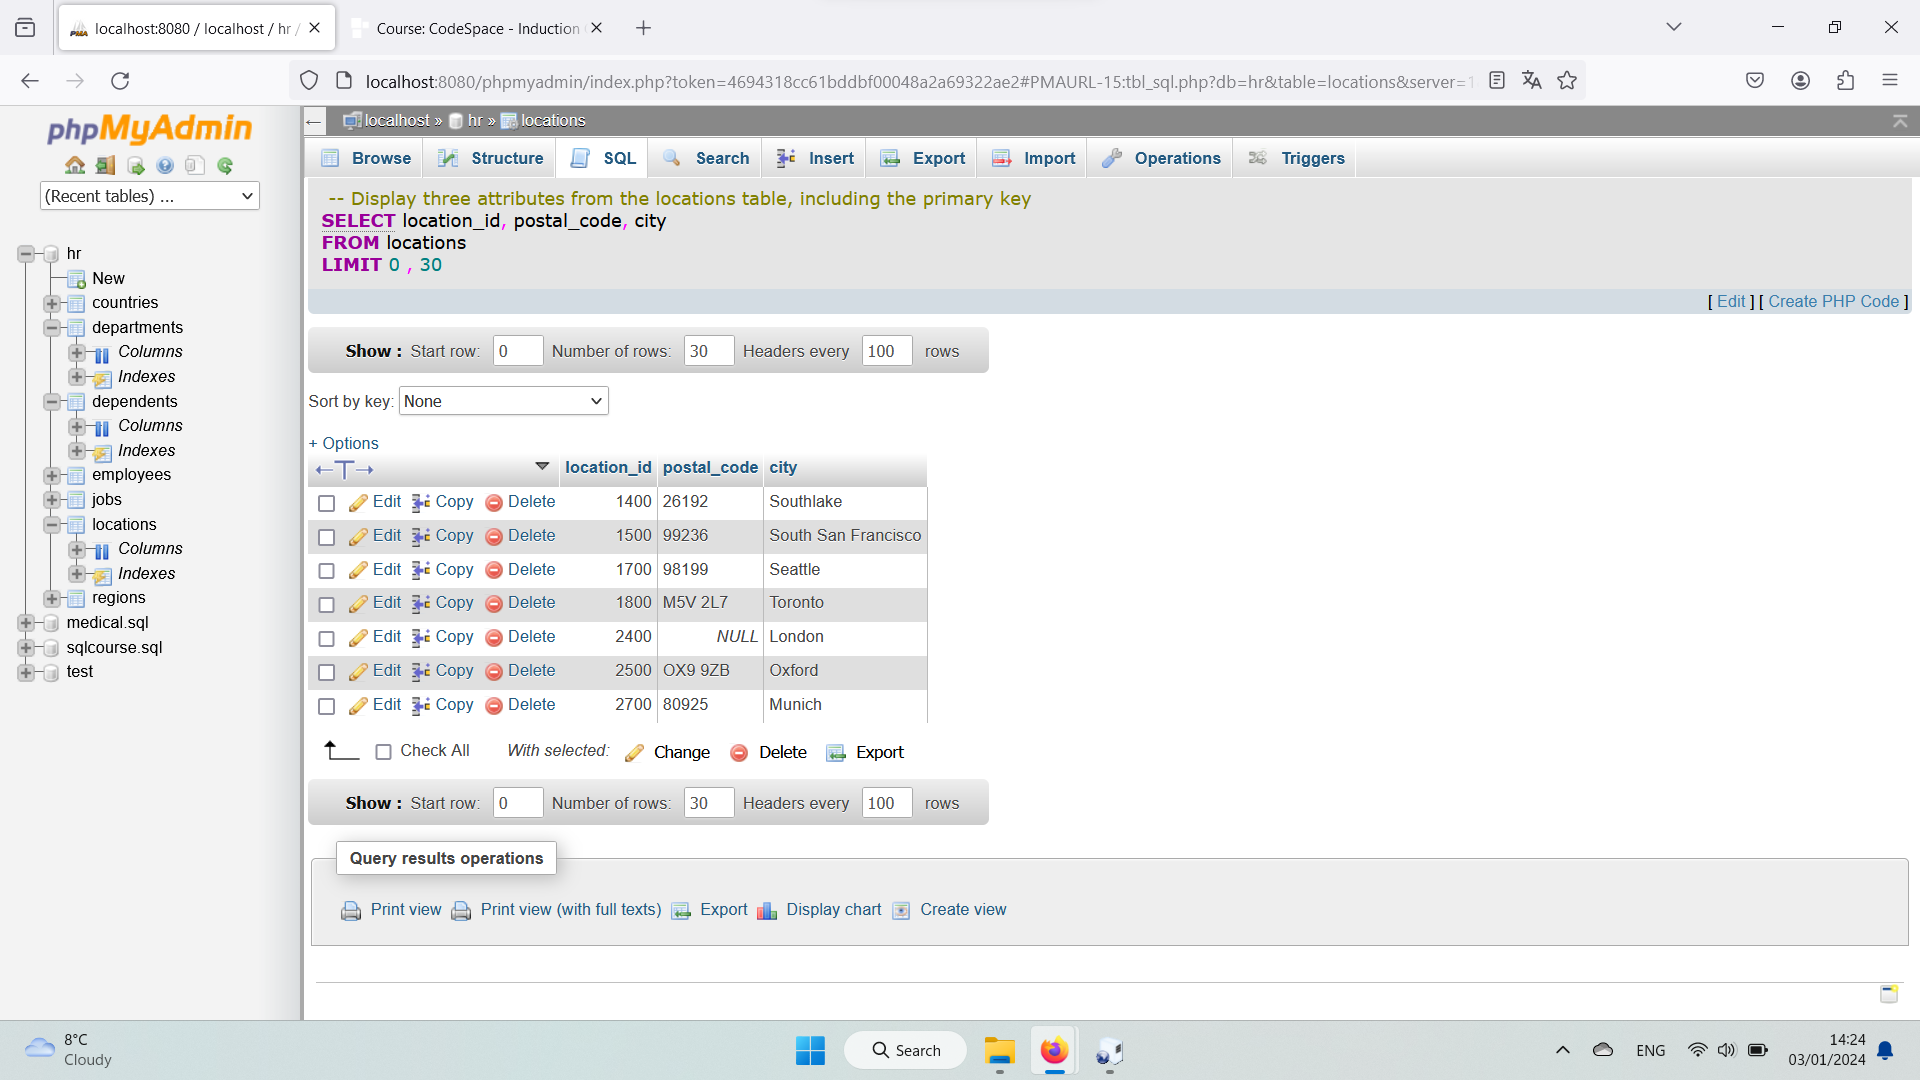 localhost:8080 / localhost / hr /
Course: CodeSpace - Induction
localhost:8080/phpmyadmin/index.php?token=4694318cc61bddbf00048a2a69322ae2#PMAURL-15:tbl_sql.php?db=hr&table=locations&server=1
phpMyAdmin
(Recent tables) ...
hr
New
countries
departments
Columns
Indexes
dependents
Columns
Indexes
employees
jobs
locations
Columns
Indexes
regions
medical.sql
sqlcourse.sql
test
localhost » hr » locations
Browse Structure SQL Search Insert Export Import Operations Triggers
-- Display three attributes from the locations table, including the primary key
SELECT location_id, postal_code, city
FROM locations
LIMIT 0 , 30
[ Edit ] [ Create PHP Code ]
Show : Start row: 0 Number of rows: 30 Headers every 100 rows
Sort by key: None
+ Options
←T→ location_id postal_code city
Edit Copy Delete 1400 26192 Southlake
Edit Copy Delete 1500 99236 South San Francisco
Edit Copy Delete 1700 98199 Seattle
Edit Copy Delete 1800 M5V 2L7 Toronto
Edit Copy Delete 2400 NULL London
Edit Copy Delete 2500 OX9 9ZB Oxford
Edit Copy Delete 2700 80925 Munich
Check All With selected: Change Delete Export
Show : Start row: 0 Number of rows: 30 Headers every 100 rows
Query results operations
Print view Print view (with full texts) Export Display chart Create view
8°C
Cloudy
Search
ENG
14:24
03/01/2024